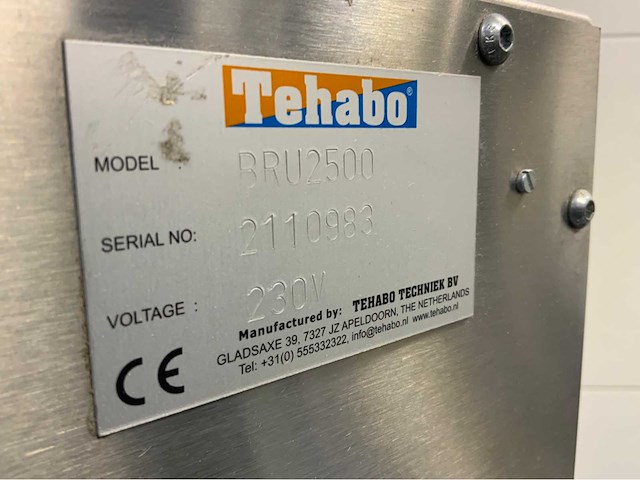 Tehabo®
MODEL BRU2500
SERIAL NO: 2110983
VOLTAGE : 230V
Manufactured by: TEHABO TECHNIEK BV
GLADSAXE 39, 7327 JZ APELDOORN, THE NETHERLANDS
Tel: +31(0) 555332322, info@tehabo.nl www.tehabo.nl
CE